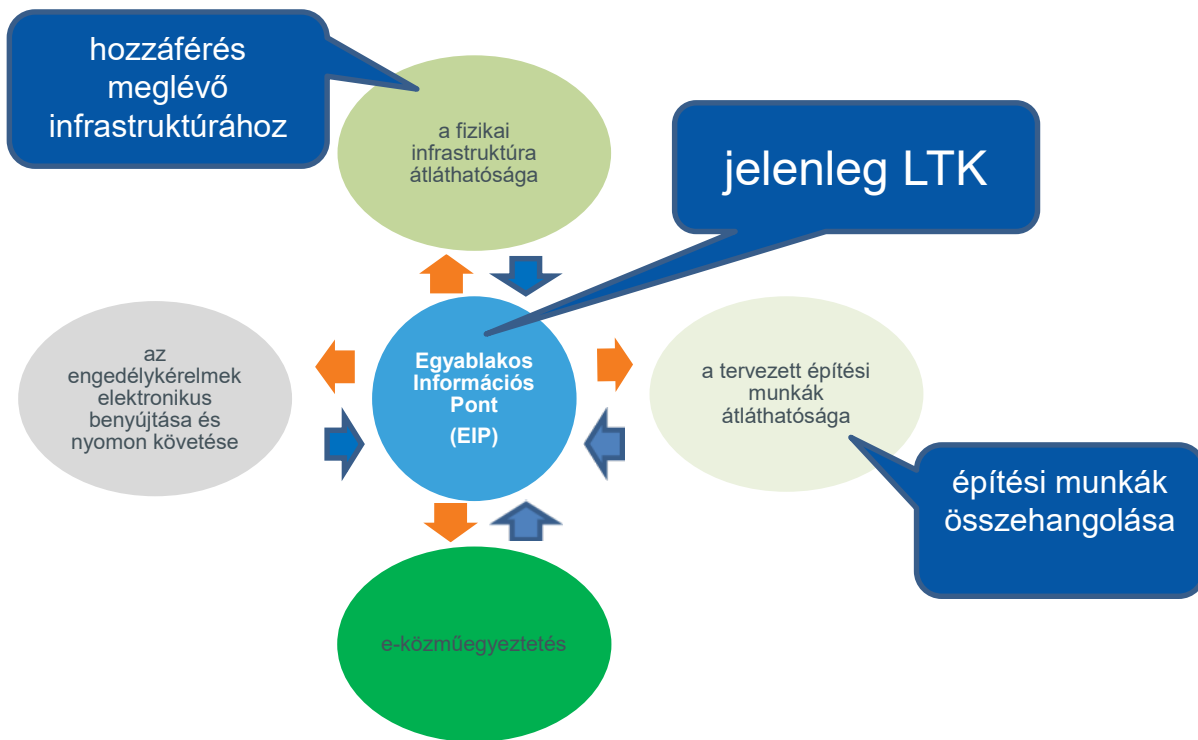 hozzáférés
meglévő
infrastruktúrához
a fizikai
infrastruktúra
átláthatósága
jelenleg LTK
az
engedélykérelmek
elektronikus
benyújtása és
nyomon követése
Egyablakos
Információs
Pont
(EIP)
a tervezett építési
munkák
átláthatósága
építési munkák
összehangolása
e-közműegyeztetés